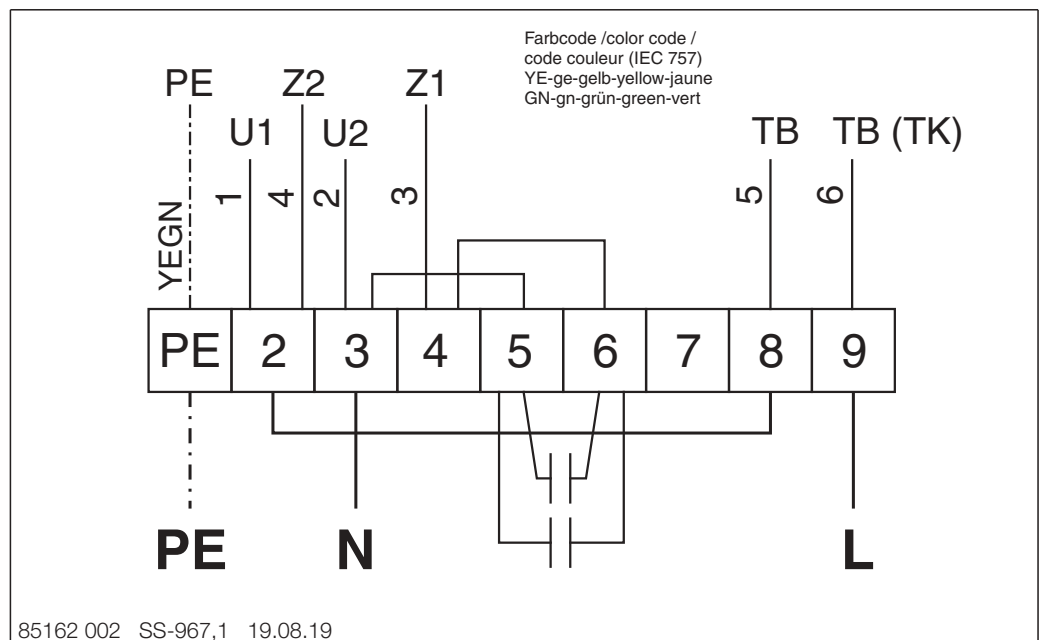 Farbcode /color code /
code couleur (IEC 757)
YE-ge-gelb-yellow-jaune
GN-gn-grün-green-vert
PE Z2 Z1
U1 U2 TB TB (TK)
YEGN 1 4 2 3 5 6
PE 2 3 4 5 6 7 8 9
PE N L
85162 002 SS-967,1 19.08.19